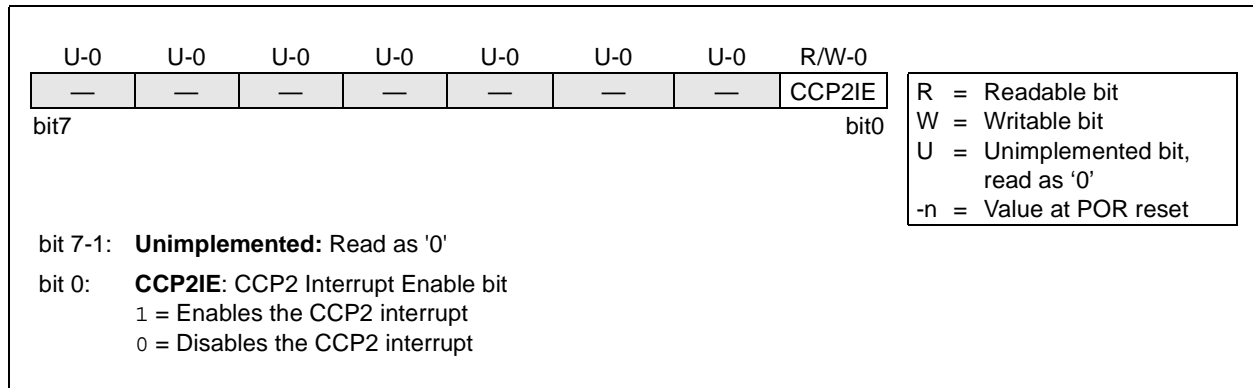 U-0 U-0 U-0 U-0 U-0 U-0 U-0 R/W-0
— — — — — — — CCP2IE
bit7 bit0
R = Readable bit
W = Writable bit
U = Unimplemented bit,
read as ‘0’
-n = Value at POR reset
bit 7-1: Unimplemented: Read as '0'
bit 0: CCP2IE: CCP2 Interrupt Enable bit
1 = Enables the CCP2 interrupt
0 = Disables the CCP2 interrupt